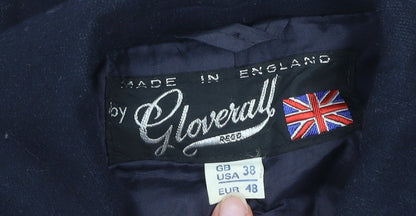 MADE IN ENGLAND
by Gloverall
REGD
GB
USA 38
EUR 48